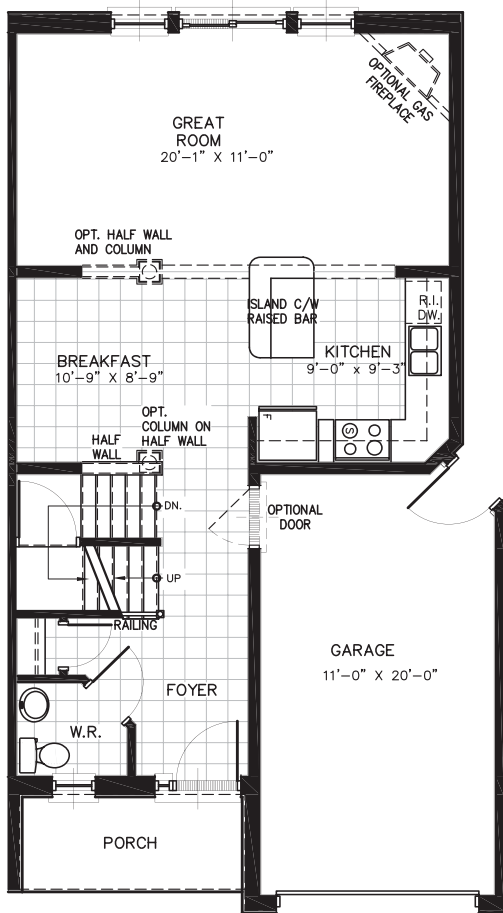 OPTIONAL GAS
FIREPLACE
GREAT
ROOM
20'-1" X 11'-0"
OPT. HALF WALL
AND COLUMN
ISLAND C/W
RAISED BAR
R.I.
DW.
KITCHEN
9'-0" x 9'-3"
BREAKFAST
10'-9" X 8'-9"
OPT.
COLUMN ON
HALF WALL
HALF
WALL
F
S
DN.
OPTIONAL
DOOR
UP
RAILING
GARAGE
11'-0" X 20'-0"
FOYER
W.R.
PORCH